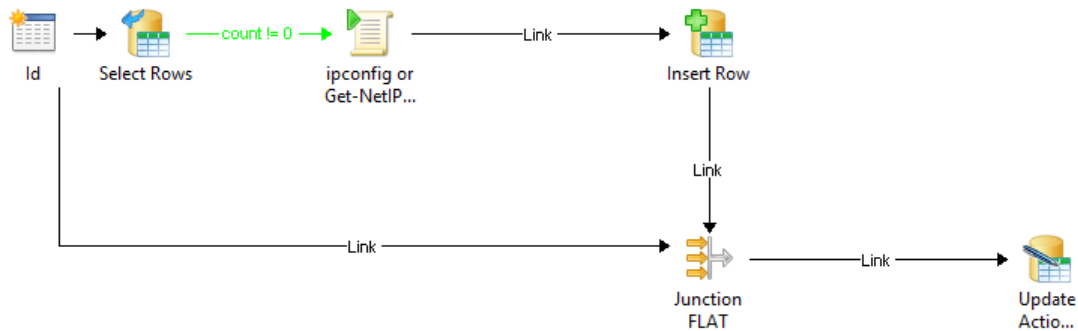 count != 0
Link
Id
Select Rows
ipconfig or
Get-NetIP...
Insert Row
Link
Link
Link
Junction
FLAT
Update
Actio...